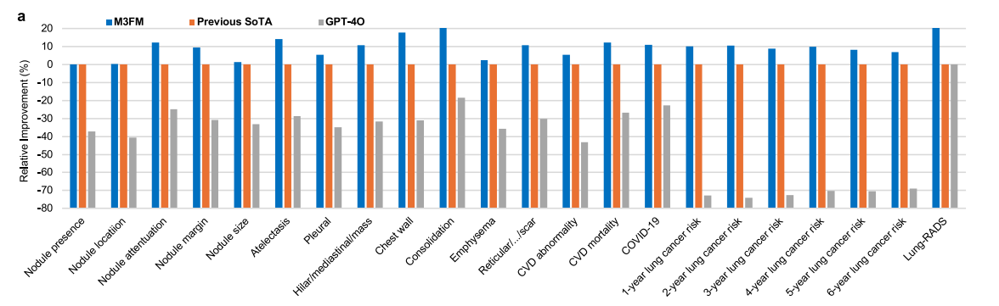 a
M3FM Previous SoTA GPT-4O
Relative Improvement (%)
20
10
0
-10
-20
-30
-40
-50
-60
-70
-80
Nodule presence
Nodule locatiion
Nodule attentuation
Nodule margin
Nodule size
Atelectasis
Pleural
Hilar/mediastinal/mass
Chest wall
Consolidation
Emphysema
Reticular/.../scar
CVD abnormality
CVD mortality
COVID-19
1-year lung cancer risk
2-year lung cancer risk
3-year lung cancer risk
4-year lung cancer risk
5-year lung cancer risk
6-year lung cancer risk
Lung-RADS